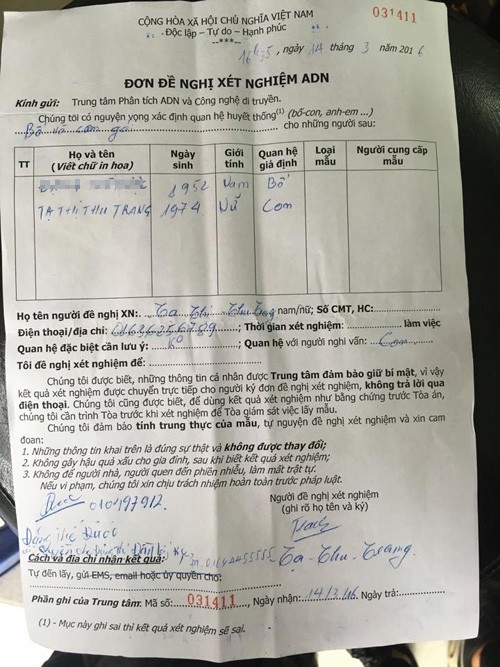 CỘNG HÒA XÃ HỘI CHỦ NGHĨA VIỆT NAM
031411
Độc lập – Tự do – Hạnh phúc
--***--
16h35, ngày 14 tháng 3 năm 2016
ĐƠN ĐỀ NGHỊ XÉT NGHIỆM ADN
Kính gửi: Trung tâm Phân tích ADN và Công nghệ di truyền.
Chúng tôi có nguyện vọng xác định quan hệ huyết thống(1) (bố-con, anh-em ...)
Bố và con gái cho những người sau:
TT Họ và tên (Viết chữ in hoa) Ngày sinh Giới tính Quan hệ giả định Loại mẫu Người cung cấp mẫu
1952 Nam Bố
TẠ THỊ THU TRANG 1974 Nữ Con
Họ tên người đề nghị XN: Tạ Thị Thu Trang nam/nữ; Số CMT, HC:
Điện thoại/địa chỉ: 01636256789; Thời gian xét nghiệm: làm việc
Quan hệ đặc biệt cần lưu ý: K0; Quan hệ với người nghi vấn: Con
Tôi đề nghị xét nghiệm để:
Chúng tôi được biết, những thông tin cá nhân được Trung tâm đảm bảo giữ bí mật, vì vậy
kết quả xét nghiệm được chuyển trực tiếp cho người ký đơn đề nghị xét nghiệm, không trả lời qua
điện thoại. Chúng tôi cũng được biết, để dùng kết quả xét nghiệm như bằng chứng trước Tòa án,
chúng tôi cần trình Tòa trước khi xét nghiệm để Tòa giám sát việc lấy mẫu.
Chúng tôi đảm bảo tính trung thực của mẫu, tự nguyện đề nghị xét nghiệm và xin cam
đoan:
1. Những thông tin khai trên là đúng sự thật và không được thay đổi;
2. Không gây hậu quả xấu cho gia đình, sau khi biết kết quả xét nghiệm;
3. Không để người nhà, người quen đến phiền nhiễu, làm mất trật tự.
Nếu vi phạm, chúng tôi xin chịu trách nhiệm hoàn toàn trước pháp luật.
010197912
Người đề nghị xét nghiệm
(ghi rõ họ tên và ký)
Đặng Thế Được
Tạ Thu Trang
Cách và địa chỉ nhận kết quả:
Tự đến lấy, gửi EMS, email hoặc ủy quyền cho:
Phần ghi của Trung tâm: Mã số: 031411, Ngày nhận: 14/3/16. Ngày trả:
(1) - Mục này ghi sai thì kết quả xét nghiệm sẽ sai.